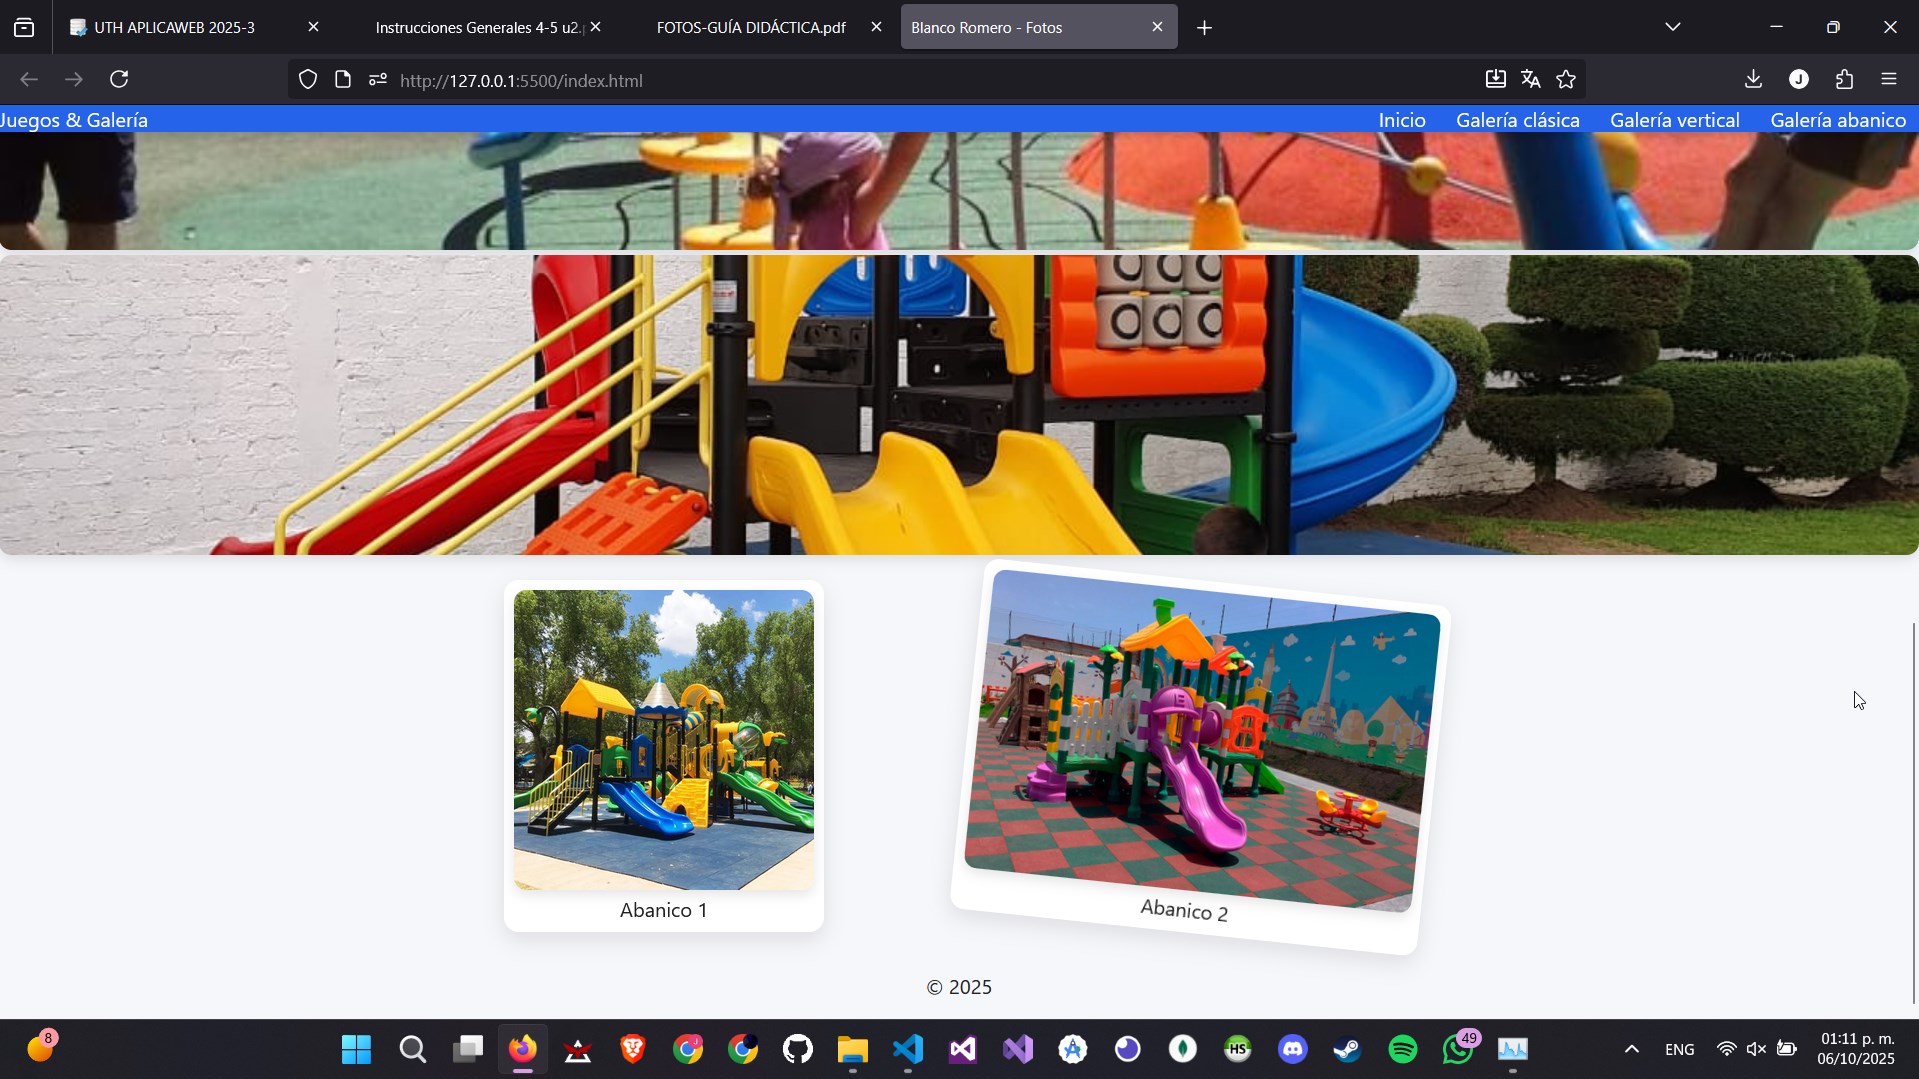 UTH APLICAWEB 2025-3
Instrucciones Generales 4-5 u2.
FOTOS-GUÍA DIDÁCTICA.pdf
Blanco Romero - Fotos
http://127.0.0.1:5500/index.html
J
Juegos & Galería
Inicio
Galería clásica
Galería vertical
Galería abanico
Abanico 1
Abanico 2
© 2025
8
J
HS
49
ENG
01:11 p. m.
06/10/2025